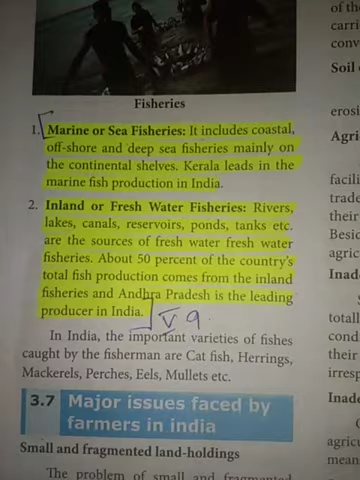 Fisheries
1. Marine or Sea Fisheries: It includes coastal,
off-shore and deep sea fisheries mainly on
the continental shelves. Kerala leads in the
marine fish production in India.
2. Inland or Fresh Water Fisheries: Rivers,
lakes, canals, reservoirs, ponds, tanks etc.
are the sources of fresh water fresh water
fisheries. About 50 percent of the country's
total fish production comes from the inland
fisheries and Andhra Pradesh is the leading
producer in India.
V 9
In India, the important varieties of fishes
caught by the fisherman are Cat fish, Herrings,
Mackerels, Perches, Eels, Mullets etc.
3.7 Major issues faced by
farmers in india
Small and fragmented land-holdings
The problem of small and fragmented
of th
carri
conv
Soil
erosi
Agri
facili
trade
their
Besid
agric
Inad
totall
cond
their
irresp
Inade
agricu
mean